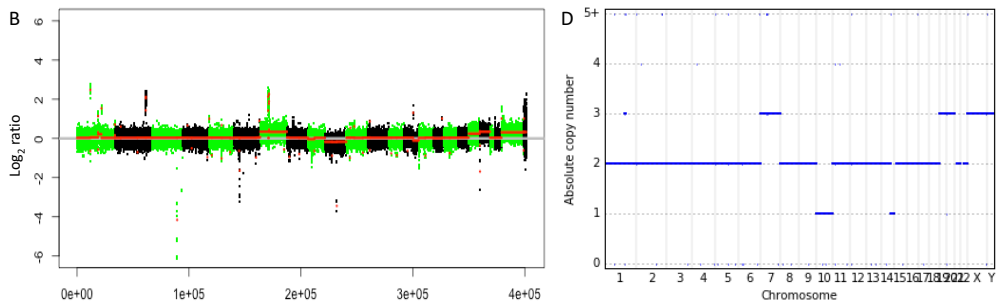 B
6
4
2
0
-2
-4
-6
Log2 ratio
0e+00 1e+05 2e+05 3e+05 4e+05
D
5+
4
3
2
1
0
Absolute copy number
1 2 3 4 5 6 7 8 9 10 11 12 13 14 15 16 17 18 19 20 21 22 X Y
Chromosome